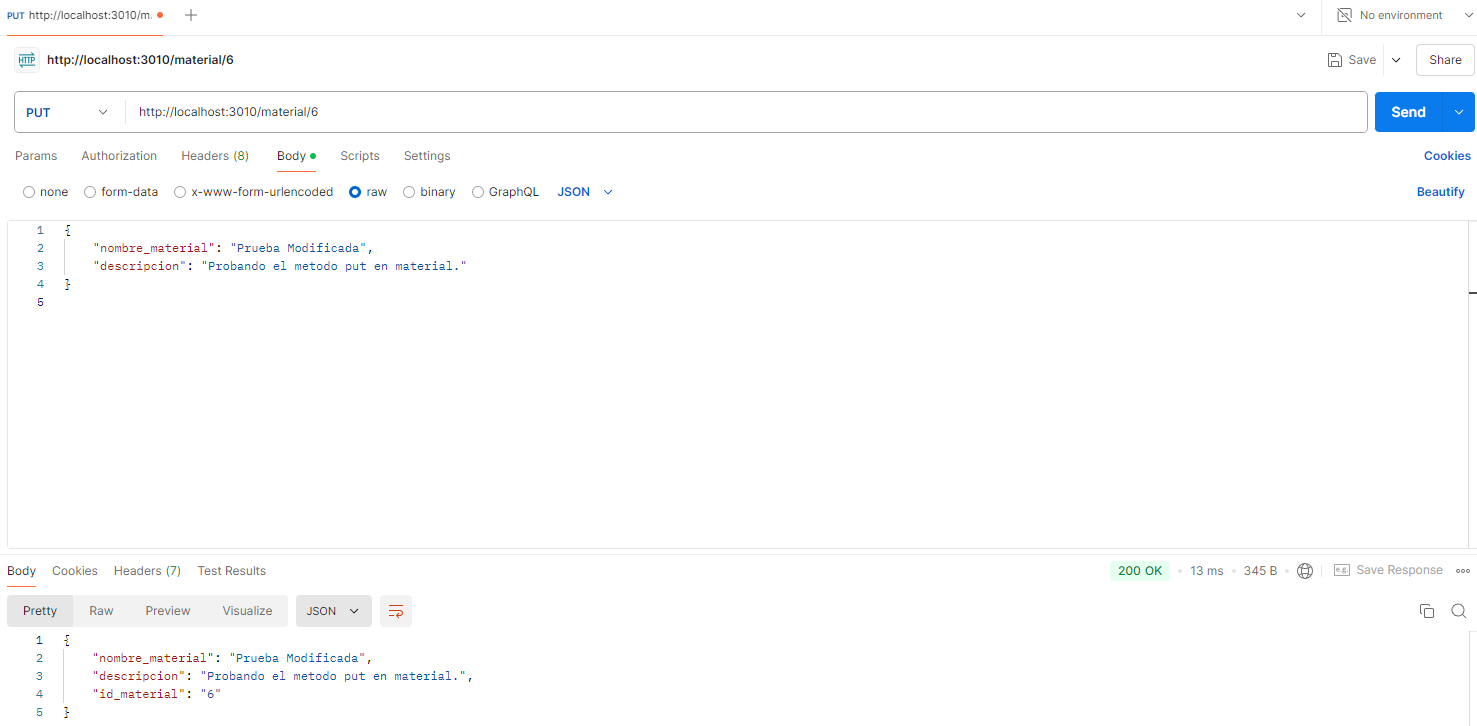 PUT http://localhost:3010/m.
No environment
HTTP http://localhost:3010/material/6
Save
Share
PUT http://localhost:3010/material/6
Send
Params Authorization Headers (8) Body Scripts Settings Cookies
none form-data x-www-form-urlencoded raw binary GraphQL JSON Beautify
1 {
2 "nombre_material": "Prueba Modificada",
3 "descripcion": "Probando el metodo put en material."
4 }
5
Body Cookies Headers (7) Test Results 200 OK 13 ms 345 B e.g. Save Response
Pretty Raw Preview Visualize JSON
1 {
2 "nombre_material": "Prueba Modificada",
3 "descripcion": "Probando el metodo put en material.",
4 "id_material": "6"
5 }